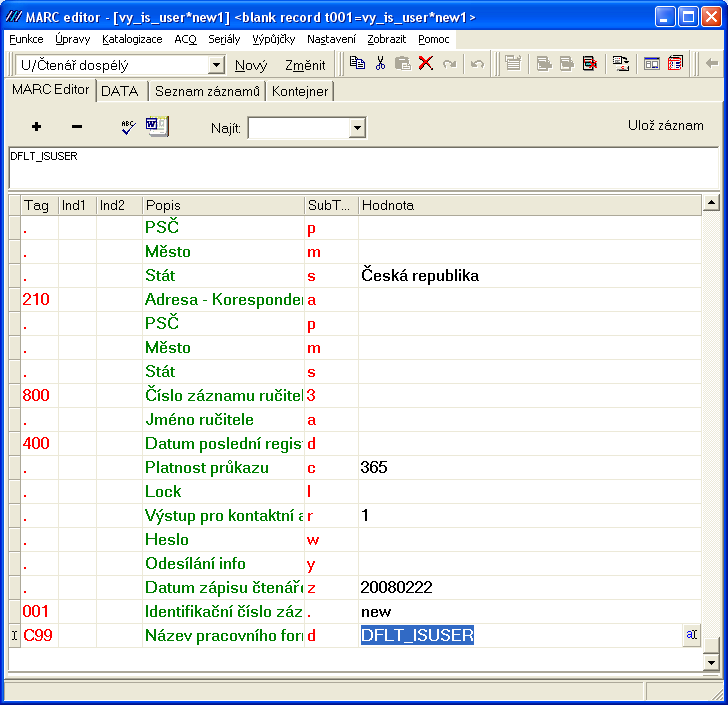 MARC editor - [vy_is_user*new1] <blank record t001=vy_is_user*new1>
Funkce Úpravy Katalogizace ACQ Seriály Výpůjčky Nastavení Zobrazit Pomoc
U/Čtenář dospělý Nový Změnit
MARC Editor DATA Seznam záznamů Kontejner
ABC W Najít: Ulož záznam
DFLT_ISUSER
Tag Ind1 Ind2 Popis SubT... Hodnota
. PSČ p
. Město m
. Stát s Česká republika
210 Adresa - Koresponden a
. PSČ p
. Město m
. Stát s
800 Číslo záznamu ručitel 3
. Jméno ručitele a
400 Datum poslední regis d
. Platnost průkazu c 365
. Lock l
. Výstup pro kontaktní a r 1
. Heslo w
. Odesílání info y
. Datum zápisu čtenáře z 20080222
001 Identifikační číslo záz . new
C99 Název pracovního for d DFLT_ISUSER a